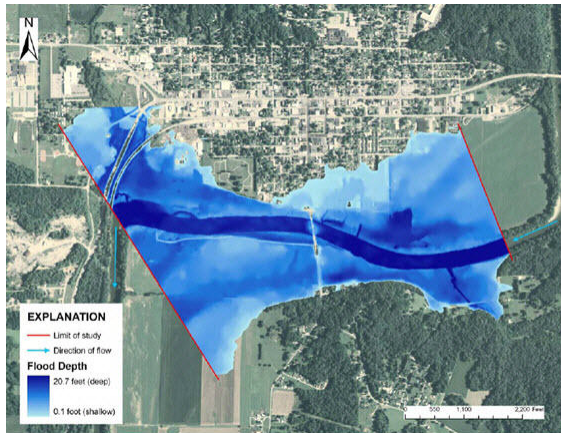 N
EXPLANATION
Limit of study
Direction of flow
Flood Depth
20.7 feet (deep)
0.1 foot (shallow)
0 550 1,100 2,200 Feet